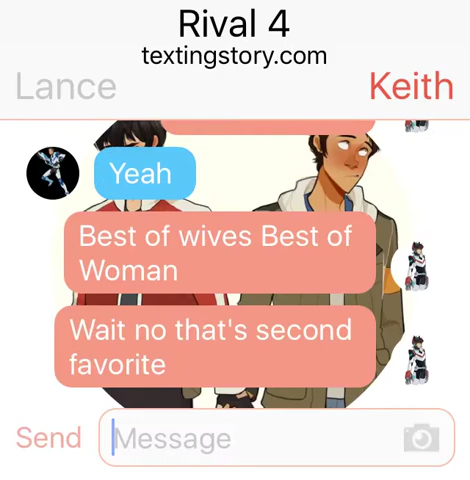 Rival 4
textingstory.com
Lance
Keith
Yeah
Best of wives Best of
Woman
Wait no that's second
favorite
Send
Message